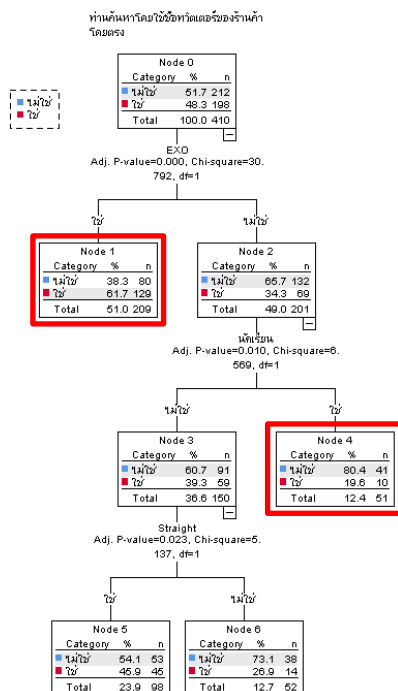 ท่านค้นหาโดยใช้ชื่อทวิตเตอร์ของร้านค้า
โดยตรง
ไม่ใช่
ใช่
Node 0
Category % n
ไม่ใช่ 51.7 212
ใช่ 48.3 198
Total 100.0 410
EXO
Adj. P-value=0.000, Chi-square=30.
792, df=1
ใช่
ไม่ใช่
Node 1
Category % n
ไม่ใช่ 38.3 80
ใช่ 61.7 129
Total 51.0 209
Node 2
Category % n
ไม่ใช่ 65.7 132
ใช่ 34.3 69
Total 49.0 201
นักเรียน
Adj. P-value=0.010, Chi-square=6.
569, df=1
ไม่ใช่
ใช่
Node 3
Category % n
ไม่ใช่ 60.7 91
ใช่ 39.3 59
Total 36.6 150
Node 4
Category % n
ไม่ใช่ 80.4 41
ใช่ 19.6 10
Total 12.4 51
Straight
Adj. P-value=0.023, Chi-square=5.
137, df=1
ใช่
ไม่ใช่
Node 5
Category % n
ไม่ใช่ 54.1 53
ใช่ 45.9 45
Total 23.9 98
Node 6
Category % n
ไม่ใช่ 73.1 38
ใช่ 26.9 14
Total 12.7 52